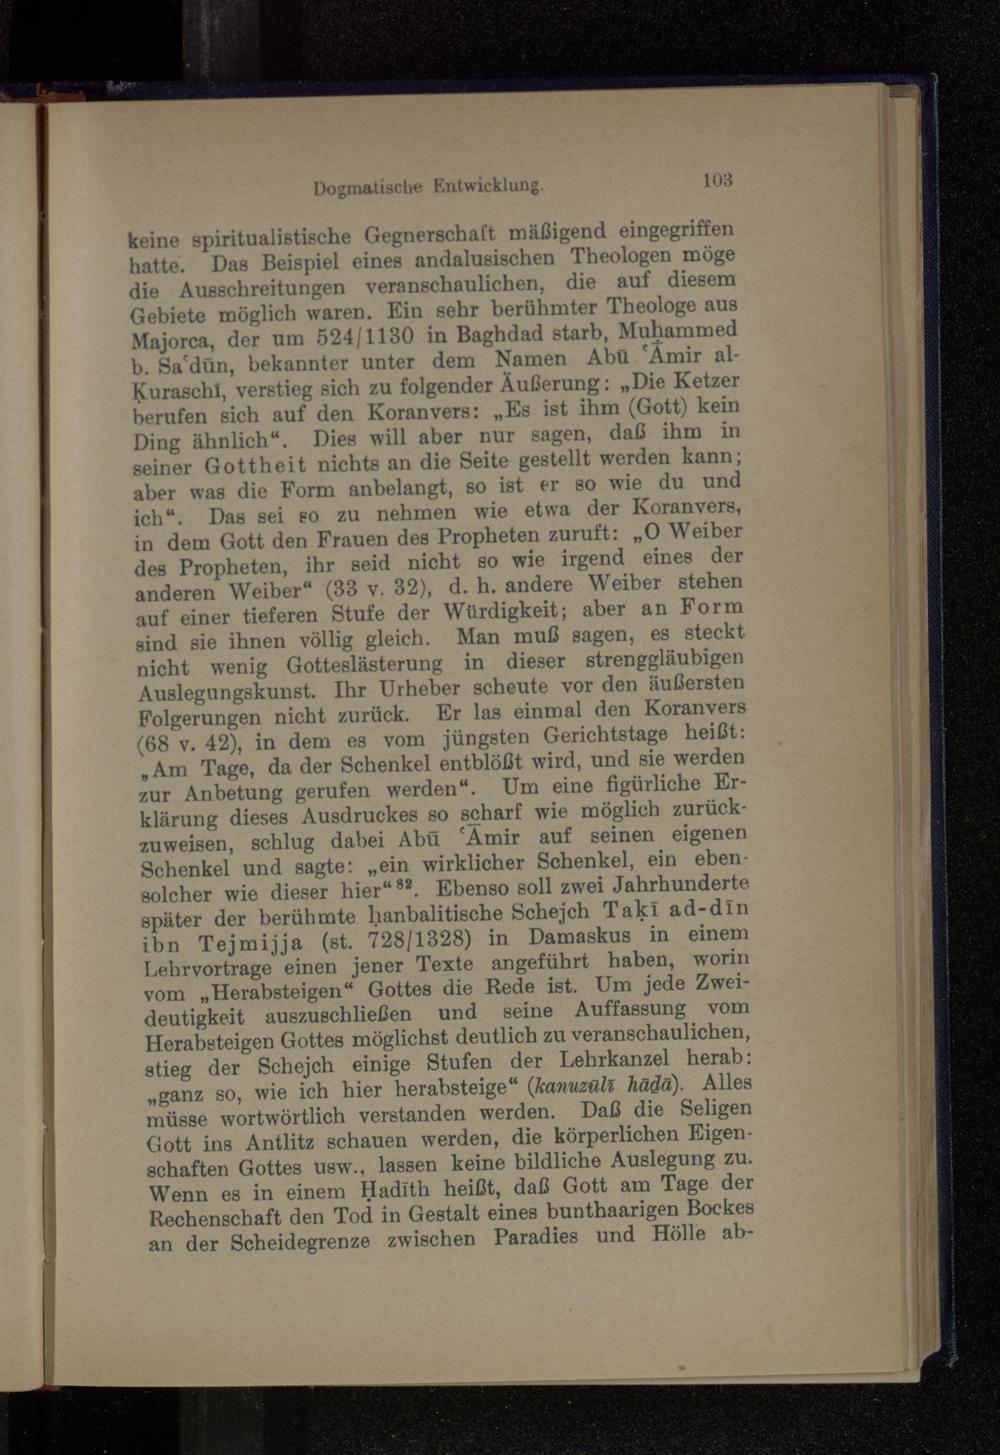 Dogmatische Entwicklung. 103
keine spiritualistische Gegnerschaft mäßigend eingegriffen
hatte. Das Beispiel eines andalusischen Theologen möge
die Ausschreitungen veranschaulichen, die auf diesem
Gebiete möglich waren. Ein sehr berühmter Theologe aus
Majorca, der um 524/1130 in Baghdad starb, Muḥammed
b. Saʿdūn, bekannter unter dem Namen Abū ʿĀmir al-
Ḳuraschī, verstieg sich zu folgender Äußerung: „Die Ketzer
berufen sich auf den Koranvers: „Es ist ihm (Gott) kein
Ding ähnlich“. Dies will aber nur sagen, daß ihm in
seiner Gottheit nichts an die Seite gestellt werden kann;
aber was die Form anbelangt, so ist er so wie du und
ich“. Das sei so zu nehmen wie etwa der Koranvers,
in dem Gott den Frauen des Propheten zuruft: „O Weiber
des Propheten, ihr seid nicht so wie irgend eines der
anderen Weiber“ (33 v. 32), d. h. andere Weiber stehen
auf einer tieferen Stufe der Würdigkeit; aber an Form
sind sie ihnen völlig gleich. Man muß sagen, es steckt
nicht wenig Gotteslästerung in dieser strenggläubigen
Auslegungskunst. Ihr Urheber scheute vor den äußersten
Folgerungen nicht zurück. Er las einmal den Koranvers
(68 v. 42), in dem es vom jüngsten Gerichtstage heißt:
„Am Tage, da der Schenkel entblößt wird, und sie werden
zur Anbetung gerufen werden“. Um eine figürliche Er-
klärung dieses Ausdruckes so scharf wie möglich zurück-
zuweisen, schlug dabei Abū ʿĀmir auf seinen eigenen
Schenkel und sagte: „ein wirklicher Schenkel, ein eben-
solcher wie dieser hier“⁸². Ebenso soll zwei Jahrhunderte
später der berühmte ḥanbalitische Schejch Taḳī ad-dīn
ibn Tejmijja (st. 728/1328) in Damaskus in einem
Lehrvortrage einen jener Texte angeführt haben, worin
vom „Herabsteigen“ Gottes die Rede ist. Um jede Zwei-
deutigkeit auszuschließen und seine Auffassung vom
Herabsteigen Gottes möglichst deutlich zu veranschaulichen,
stieg der Schejch einige Stufen der Lehrkanzel herab:
„ganz so, wie ich hier herabsteige“ (kanuzūlī hāḏā). Alles
müsse wortwörtlich verstanden werden. Daß die Seligen
Gott ins Antlitz schauen werden, die körperlichen Eigen-
schaften Gottes usw., lassen keine bildliche Auslegung zu.
Wenn es in einem Ḥadīth heißt, daß Gott am Tage der
Rechenschaft den Tod in Gestalt eines bunthaarigen Bockes
an der Scheidegrenze zwischen Paradies und Hölle ab-